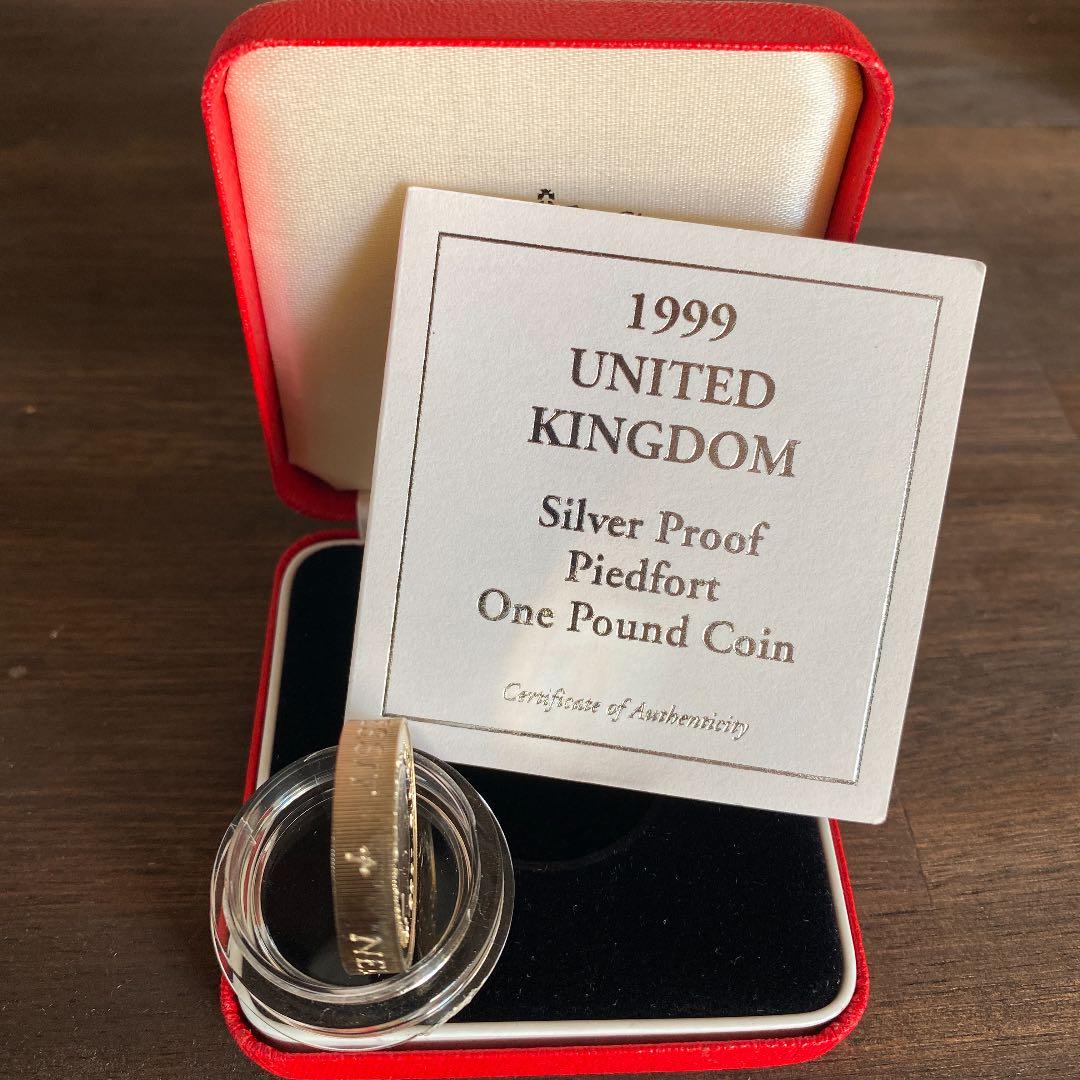 1999
UNITED
KINGDOM
Silver Proof
Piedfort
One Pound Coin
Certificate of Authenticity